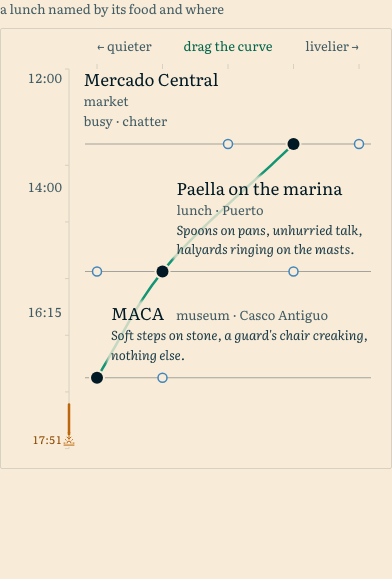 a lunch named by its food and where
← quieter drag the curve livelier →
12:00 Mercado Central
market
busy · chatter
14:00 Paella on the marina
lunch · Puerto
Spoons on pans, unhurried talk,
halyards ringing on the masts.
16:15 MACA museum · Casco Antiguo
Soft steps on stone, a guard's chair creaking,
nothing else.
17:51